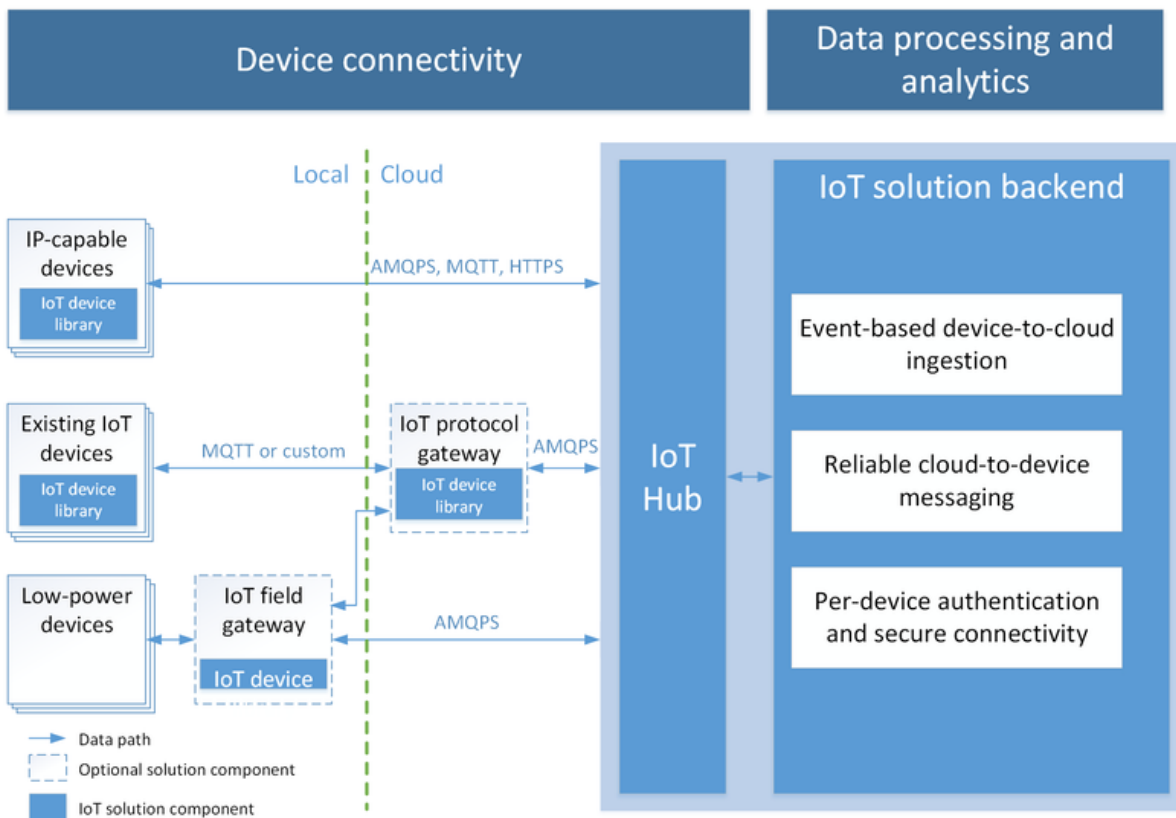 Device connectivity
Data processing and
analytics
Local
Cloud
IoT solution backend
IP-capable
devices
IoT device
library
AMQPS, MQTT, HTTPS
Event-based device-to-cloud
ingestion
Existing IoT
devices
IoT device
library
MQTT or custom
IoT protocol
gateway
IoT device
library
AMQPS
IoT
Hub
Reliable cloud-to-device
messaging
Low-power
devices
IoT field
gateway
IoT device
AMQPS
Per-device authentication
and secure connectivity
Data path
Optional solution component
IoT solution component